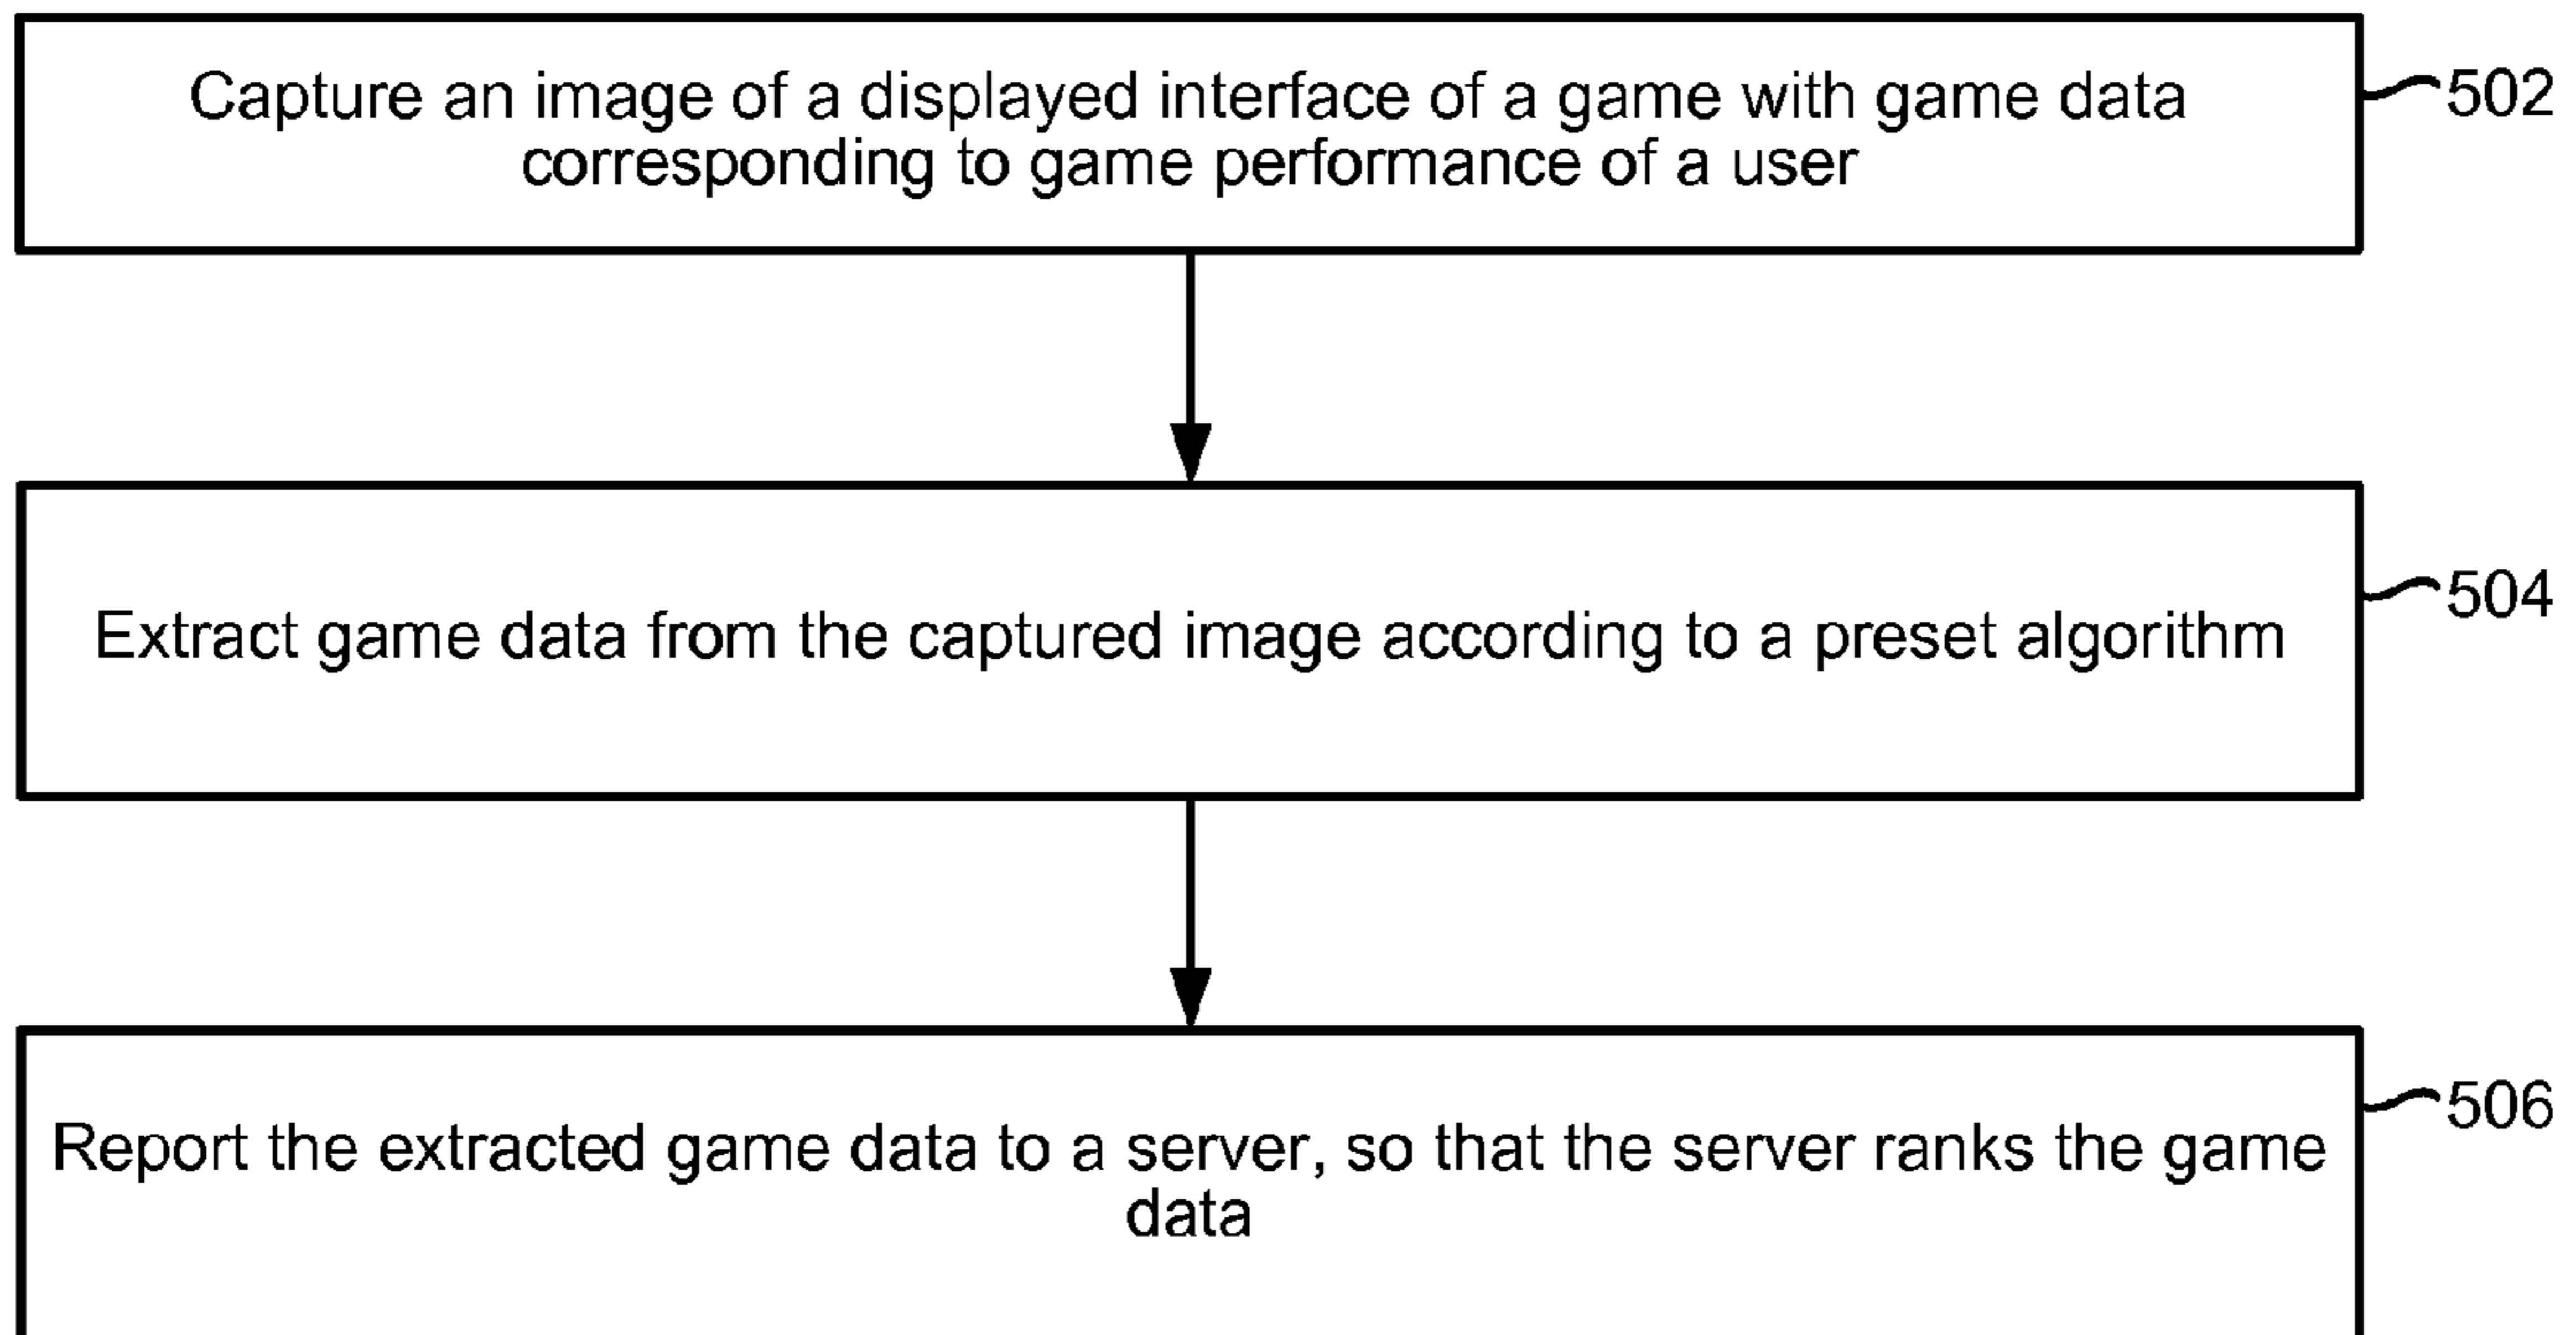 Capture an image of a displayed interface of a game with game data
corresponding to game performance of a user
502
Extract game data from the captured image according to a preset algorithm
504
Report the extracted game data to a server, so that the server ranks the game
data
506